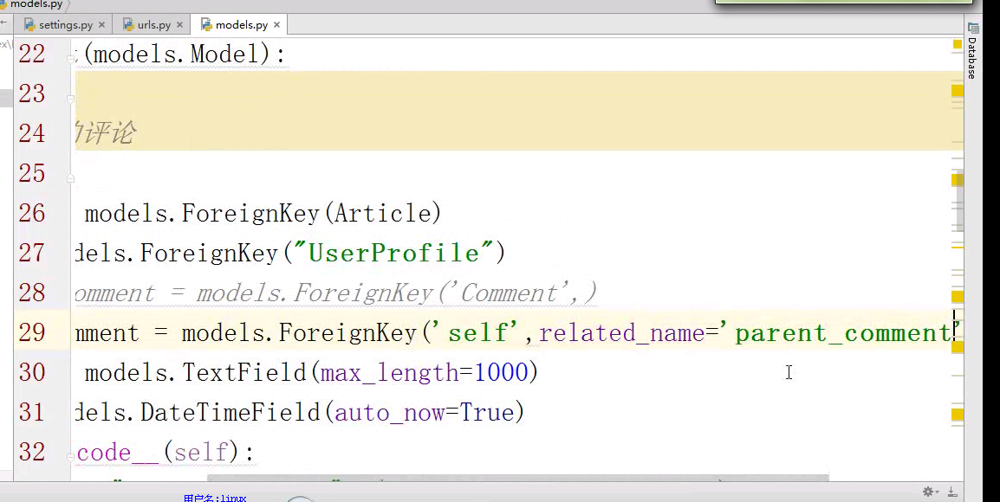 models.py
settings.py
urls.py
models.py
22 (models.Model):
23
24 评论
25
26 models.ForeignKey(Article)
27 dels.ForeignKey("UserProfile")
28 omment = models.ForeignKey('Comment',)
29 mment = models.ForeignKey('self',related_name='parent_comment'
30 models.TextField(max_length=1000)
31 dels.DateTimeField(auto_now=True)
32 code__(self):
Database
用户名:linux